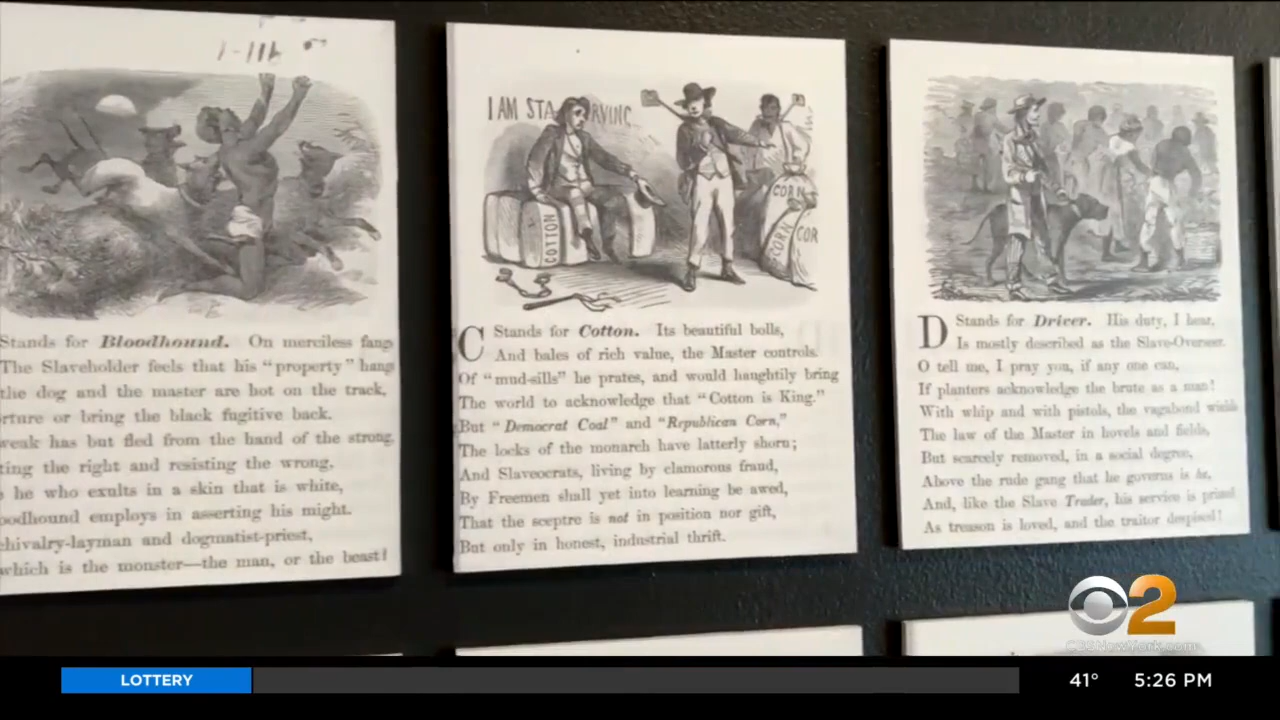 Stands for Bloodhound. On merciless fangs
The Slaveholder feels that his "property" hangs
the dog and the master are hot on the track,
rture or bring the black fugitive back.
weak has but fled from the hand of the strong,
ting the right and resisting the wrong,
he who exults in a skin that is white,
oodhound employs in asserting his might.
chivalry-layman and dogmatist-priest,
which is the monster—the man, or the beast!
I AM STARVING
COTTON
CORN
CORN
COR
C Stands for Cotton. Its beautiful bolls,
And bales of rich value, the Master controls.
Of "mud-sills" he prates, and would haughtily bring
The world to acknowledge that "Cotton is King."
But "Democrat Coal" and "Republican Corn,"
The locks of the monarch have latterly shorn;
And Slaveocrats, living by clamorous fraud,
By Freemen shall yet into learning be awed,
That the sceptre is not in position nor gift,
But only in honest, industrial thrift.
D Stands for Driver. His duty, I hear,
Is mostly described as the Slave-Overseer.
O tell me, I pray you, if any one can,
If planters acknowledge the brute as a man!
With whip and with pistols, the vagabond wields
The law of the Master in hovels and fields,
But scarcely removed, in a social degree,
Above the rude gang that he governs is he,
And, like the Slave Trader, his service is prized
As treason is loved, and the traitor despised!
CBS 2
CBSNewYork.com
LOTTERY
41° 5:26 PM